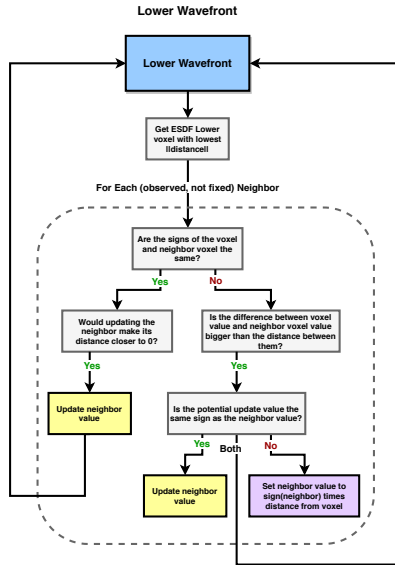 Lower Wavefront
Lower Wavefront
Get ESDF Lower
voxel with lowest
||distance||
For Each (observed, not fixed) Neighbor
Are the signs of the voxel
and neighbor voxel the
same?
Yes
No
Would updating the
neighbor make its
distance closer to 0?
Is the difference between voxel
value and neighbor voxel value
bigger than the distance between
them?
Yes
Yes
Update neighbor
value
Is the potential update value the
same sign as the neighbor value?
Yes
Both
No
Update neighbor
value
Set neighbor value to
sign(neighbor) times
distance from voxel